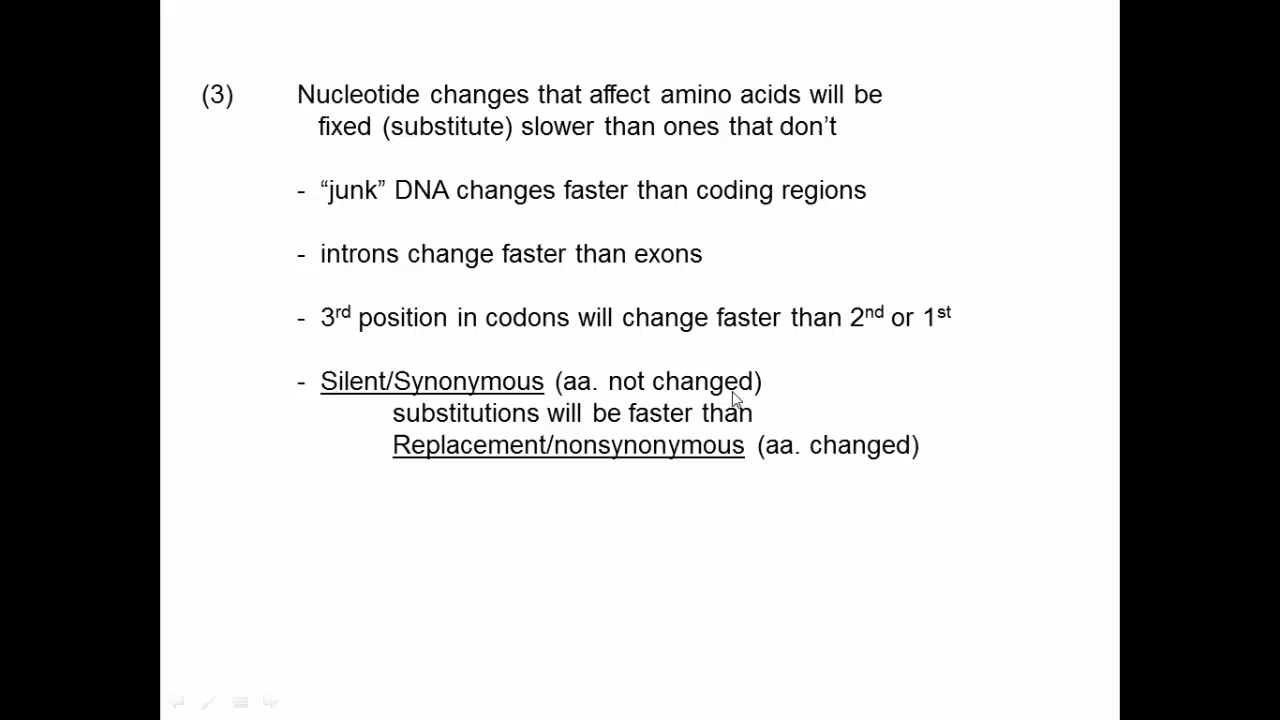 (3) Nucleotide changes that affect amino acids will be
fixed (substitute) slower than ones that don’t
- “junk” DNA changes faster than coding regions
- introns change faster than exons
- 3rd position in codons will change faster than 2nd or 1st
- Silent/Synonymous (aa. not changed)
substitutions will be faster than
Replacement/nonsynonymous (aa. changed)